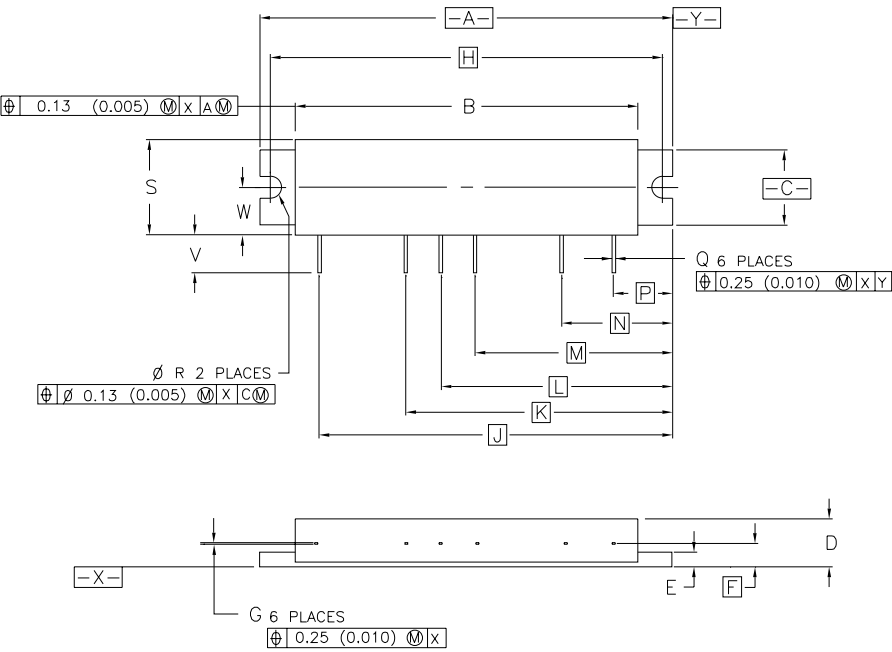 -A-
-Y-
H
⌖ 0.13 (0.005) Ⓜ X A Ⓜ
B
S
-C-
W
V
Q 6 PLACES
⌖ 0.25 (0.010) Ⓜ X Y
P
N
M
Ø R 2 PLACES
⌖ Ø 0.13 (0.005) Ⓜ X C Ⓜ
L
K
J
D
-X-
E
F
G 6 PLACES
⌖ 0.25 (0.010) Ⓜ X